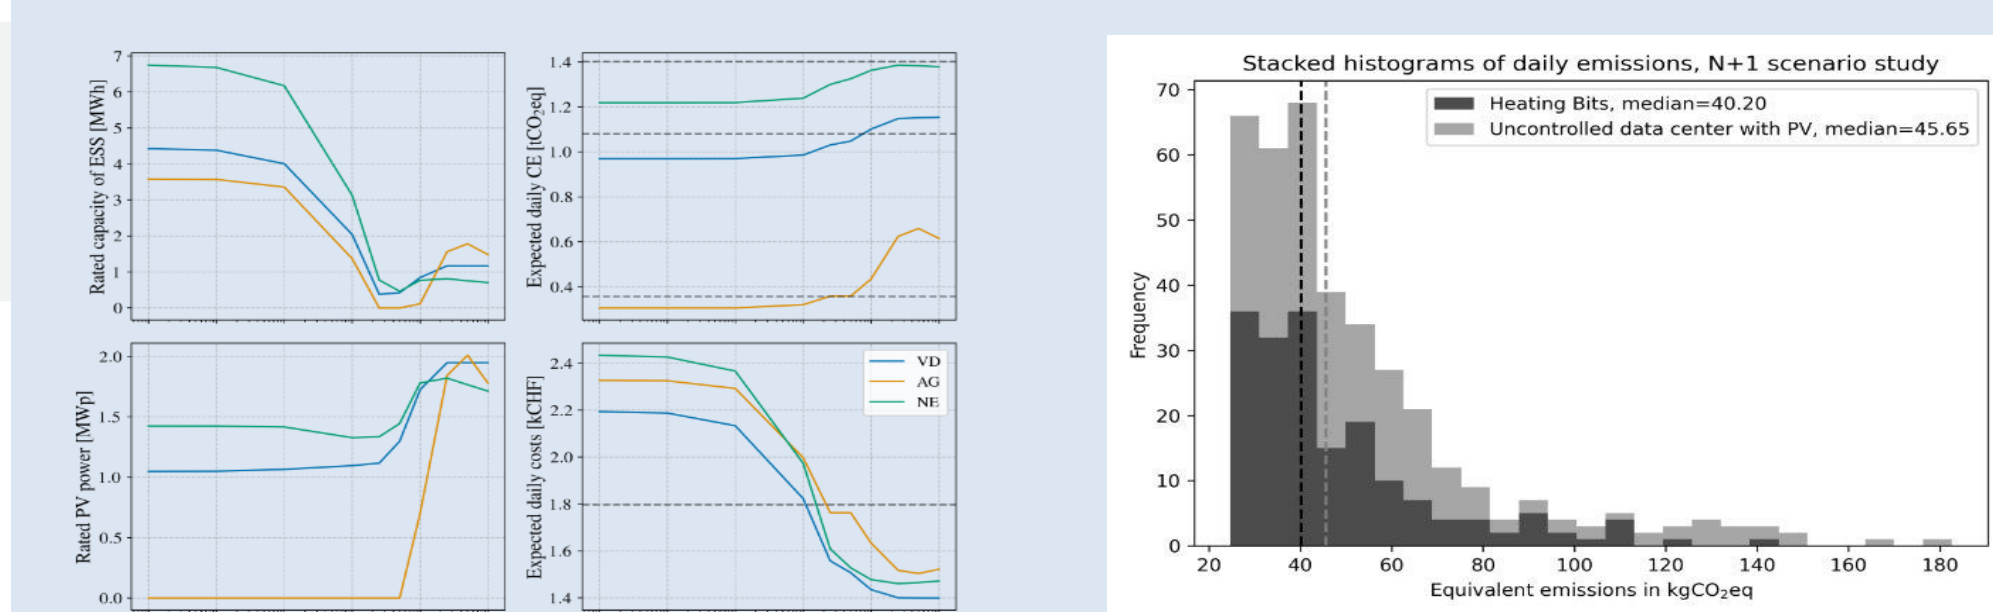 Rated capacity of ESS [MWh]
7
6
5
4
3
2
1
0
Expected daily CE [tCO₂eq]
1.4
1.2
1.0
0.8
0.6
0.4
Rated PV power [MWp]
2.0
1.5
1.0
0.5
0.0
Expected daily costs [kCHF]
2.4
2.2
2.0
1.8
1.6
1.4
VD
AG
NE
Stacked histograms of daily emissions, N+1 scenario study
Heating Bits, median=40.20
Uncontrolled data center with PV, median=45.65
Frequency
70
60
50
40
30
20
10
0
20 40 60 80 100 120 140 160 180
Equivalent emissions in kgCO₂eq